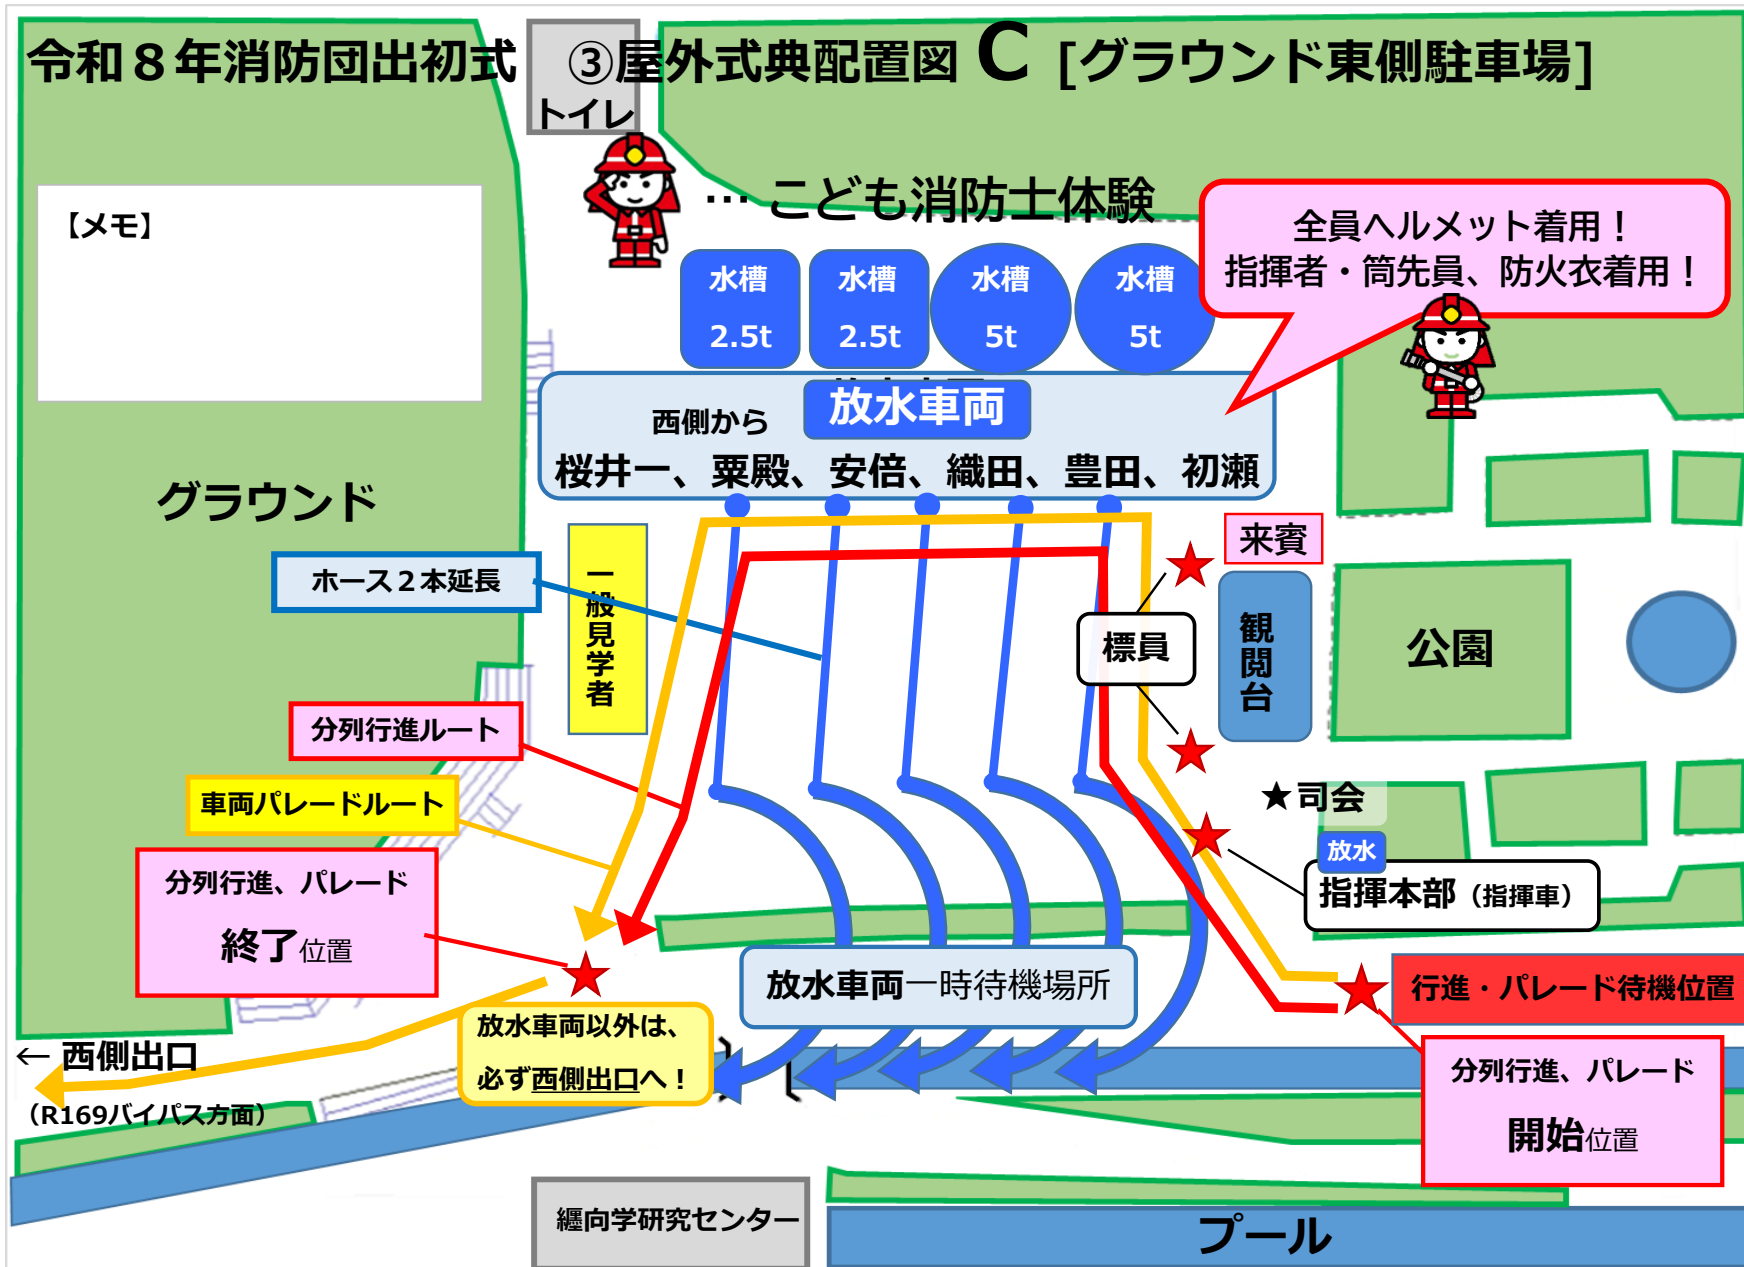 令和８年消防団出初式　③屋外式典配置図 C [グラウンド東側駐車場]
トイレ
【メモ】
… こども消防士体験
全員ヘルメット着用！
指揮者・筒先員、防火衣着用！
水槽
2.5t
水槽
2.5t
水槽
5t
水槽
5t
西側から
放水車両
桜井一、粟殿、安倍、織田、豊田、初瀬
グラウンド
一般見学者
ホース２本延長
来賓
標員
観閲台
公園
分列行進ルート
車両パレードルート
★司会
放水
指揮本部（指揮車）
分列行進、パレード
終了位置
放水車両一時待機場所
行進・パレード待機位置
放水車両以外は、
必ず西側出口へ！
← 西側出口
（R169バイパス方面）
分列行進、パレード
開始位置
纒向学研究センター
プール